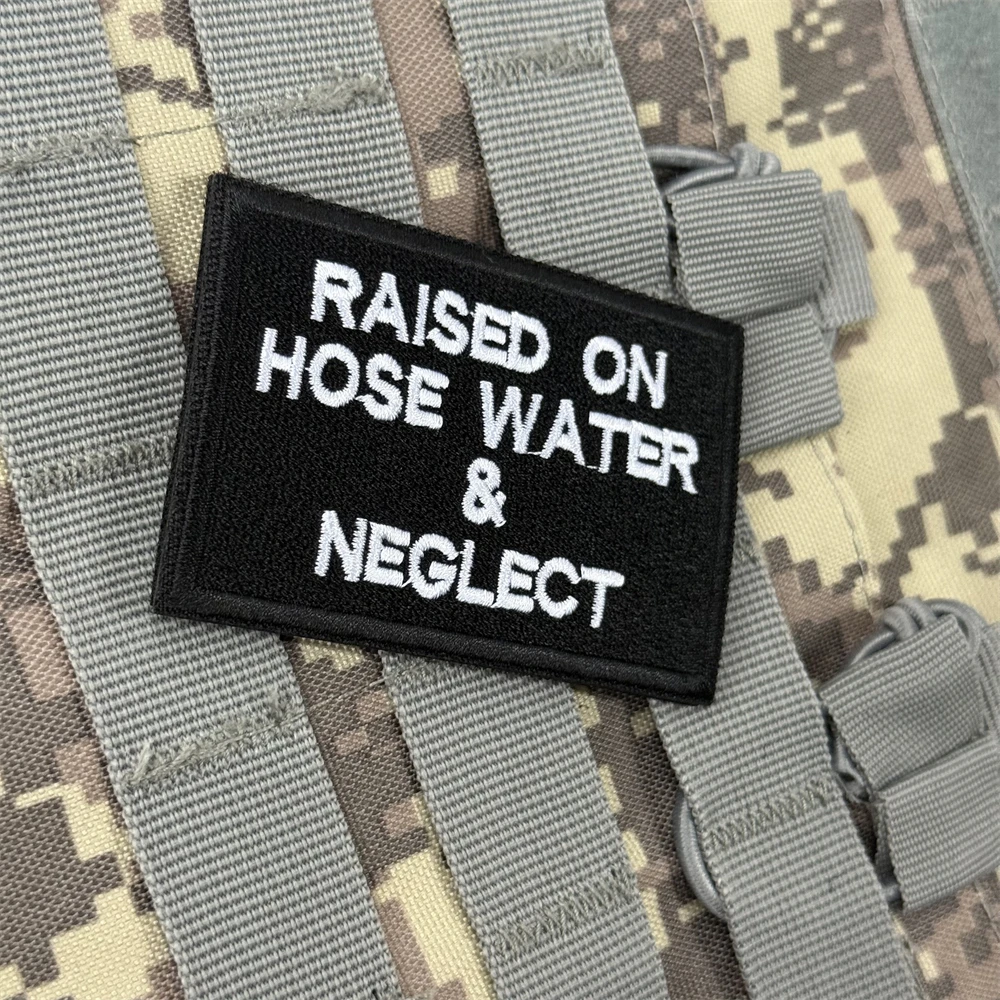 RAISED ON
HOSE WATER
&
NEGLECT